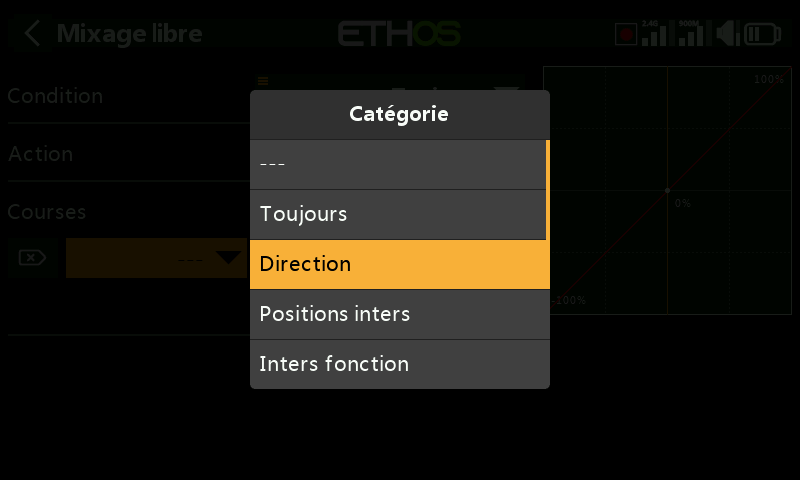 Mixage libre
ETHOS
2.4G
900M
Condition
Catégorie
100%
---
Action
Toujours
0%
Courses
---
Direction
-100%
Positions inters
Inters fonction